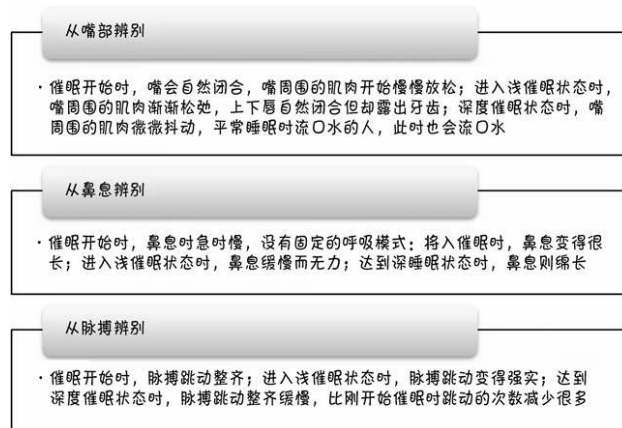 从嘴部辨别
·催眠开始时，嘴会自然闭合，嘴周围的肌肉开始慢慢放松；进入浅催眠状态时，
嘴周围的肌肉渐渐松弛，上下唇自然闭合但却露出牙齿；深度催眠状态时，嘴
周围的肌肉微微抖动，平常睡眠时流口水的人，此时也会流口水
从鼻息辨别
·催眠开始时，鼻息时急时慢，没有固定的呼吸模式：将入催眠时，鼻息变得很
长；进入浅催眠状态时，鼻息缓慢而无力；达到深睡眠状态时，鼻息则绵长
从脉搏辨别
·催眠开始时，脉搏跳动整齐；进入浅催眠状态时，脉搏跳动变得强实；达到
深度催眠状态时，脉搏跳动整齐缓慢，比刚开始催眠时跳动的次数减少很多